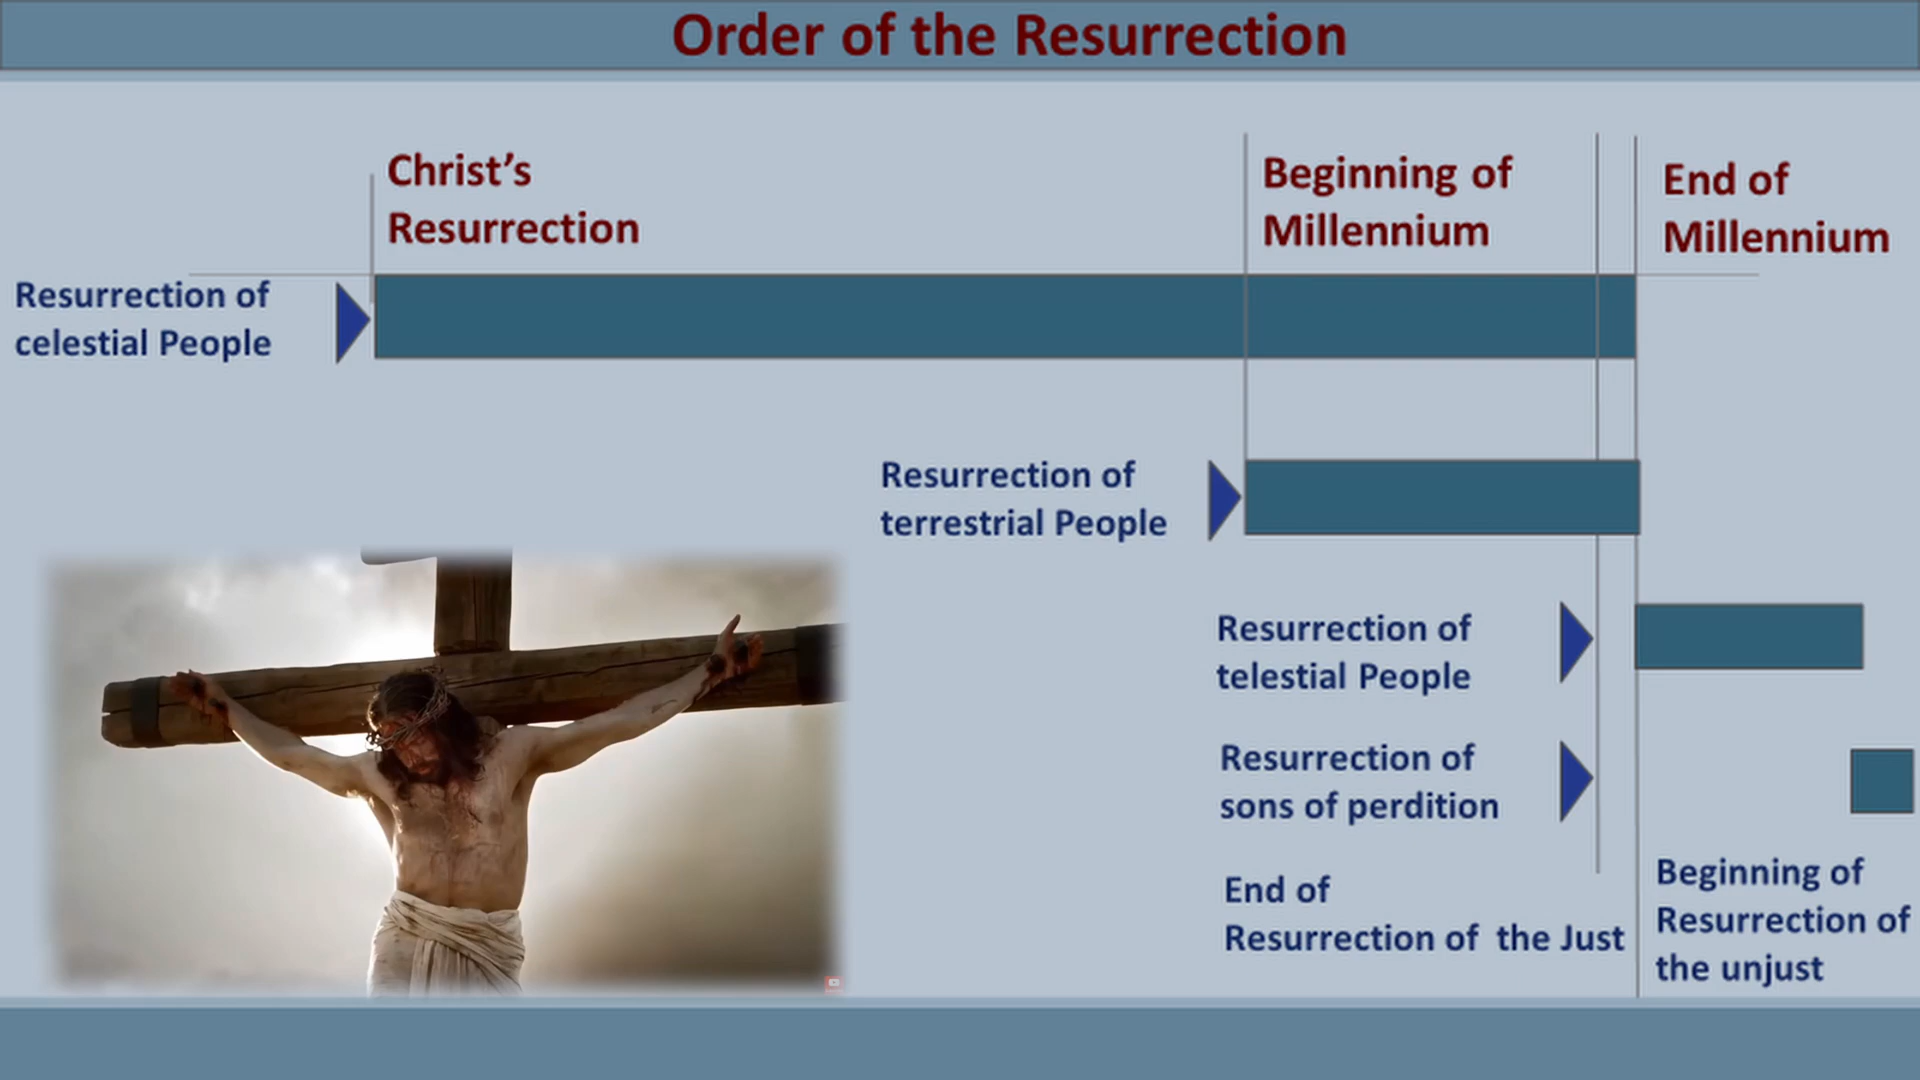 Order of the Resurrection
Christ’s
Resurrection
Beginning of
Millennium
End of
Millennium
Resurrection of
celestial People
Resurrection of
terrestrial People
Resurrection of
telestial People
Resurrection of
sons of perdition
End of
Resurrection of the Just
Beginning of
Resurrection of
the unjust